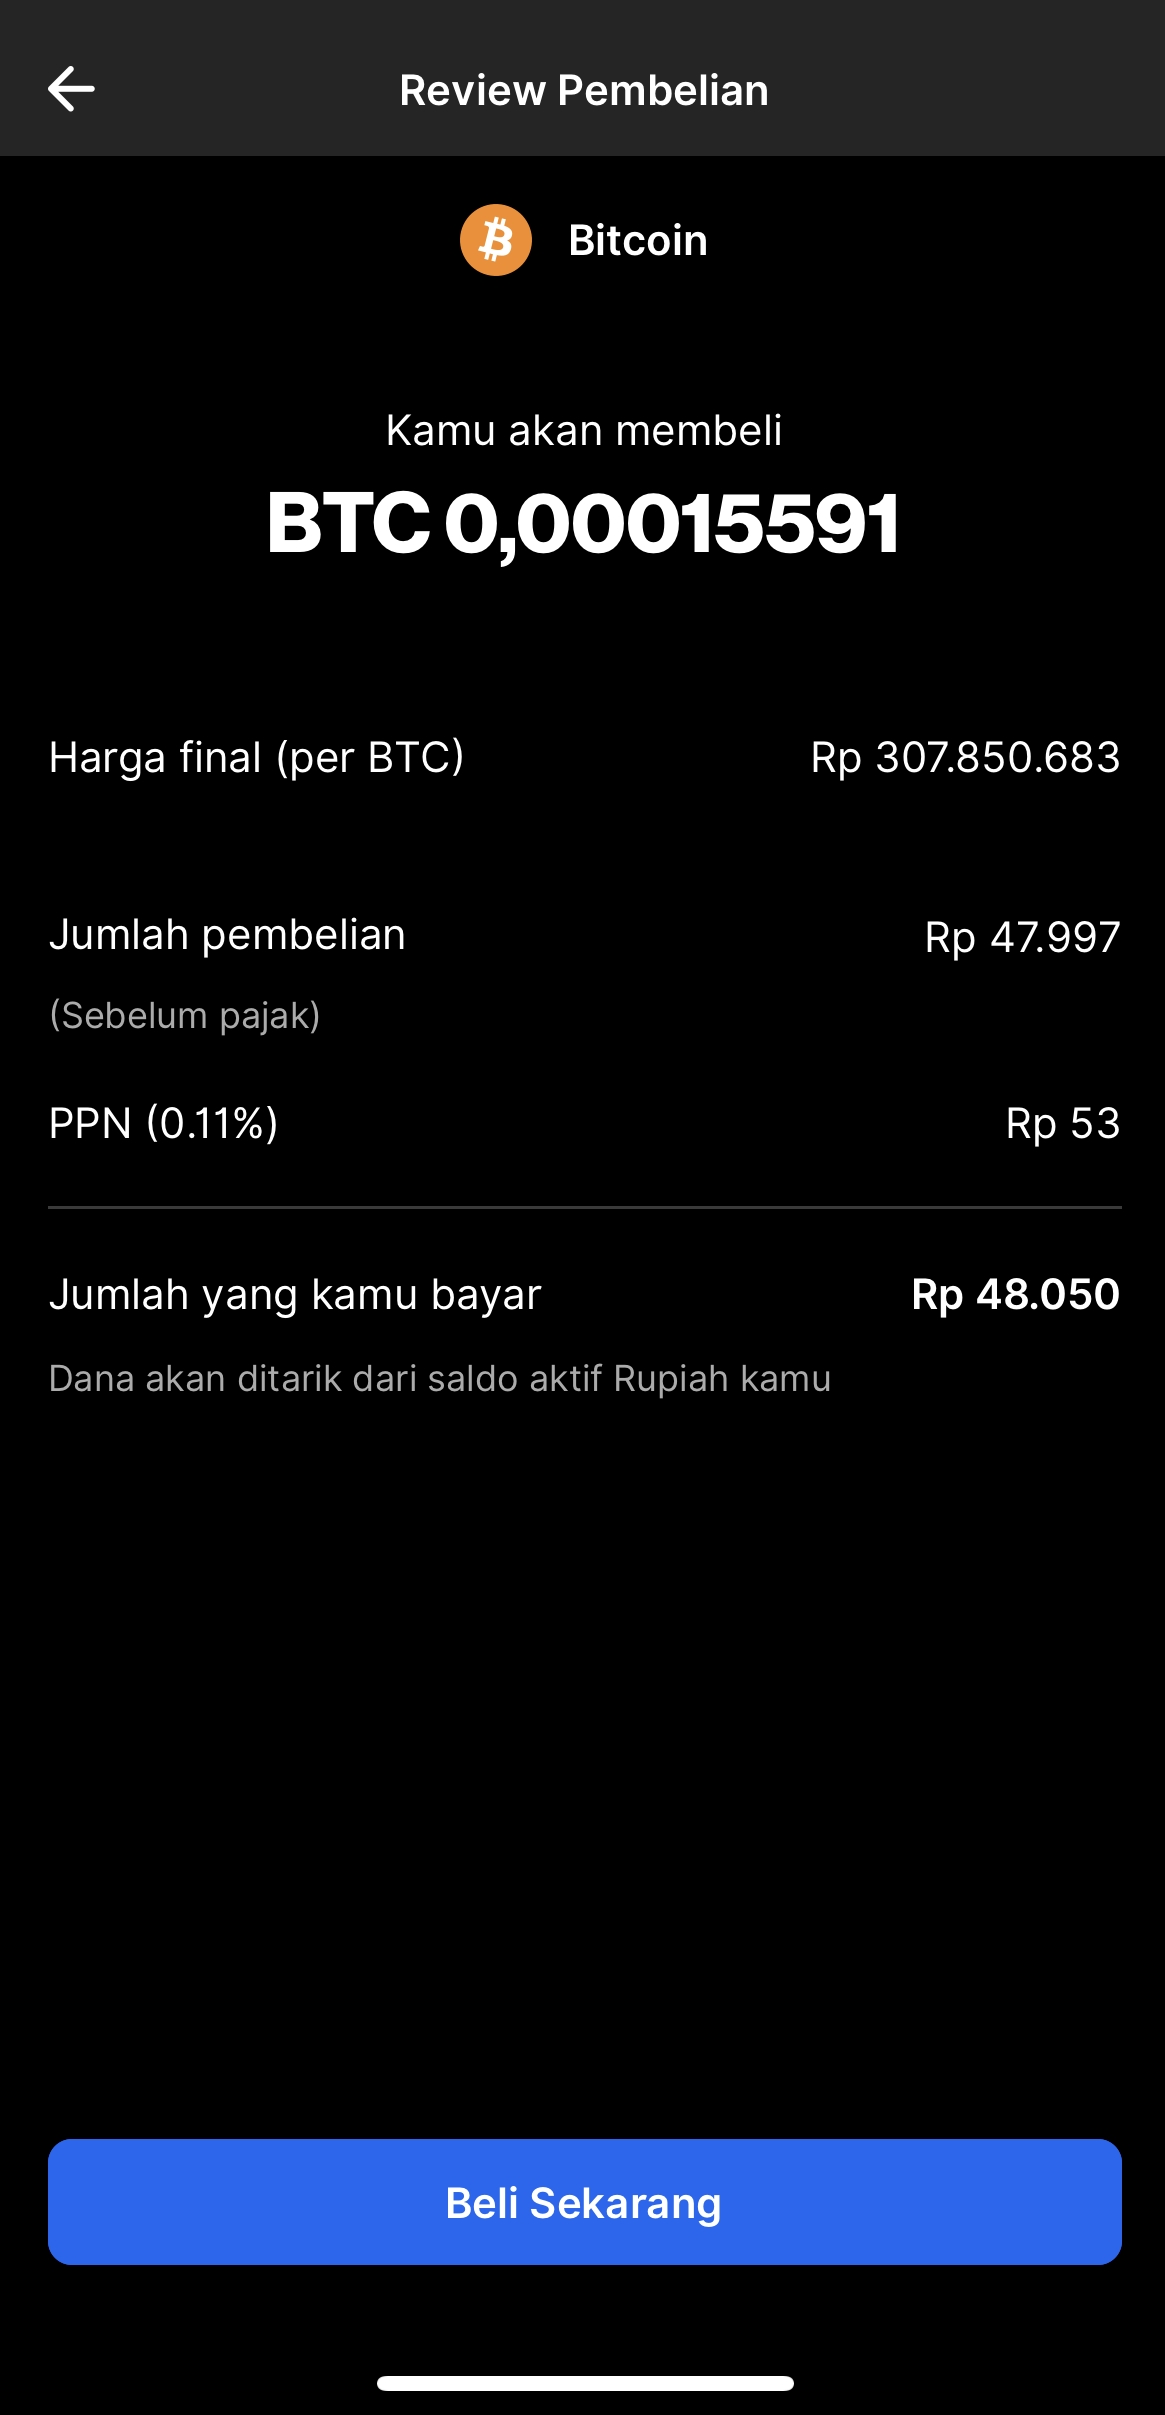 Review Pembelian
Bitcoin
Kamu akan membeli
BTC 0,00015591
Harga final (per BTC) Rp 307.850.683
Jumlah pembelian Rp 47.997
(Sebelum pajak)
PPN (0.11%) Rp 53
Jumlah yang kamu bayar Rp 48.050
Dana akan ditarik dari saldo aktif Rupiah kamu
Beli Sekarang